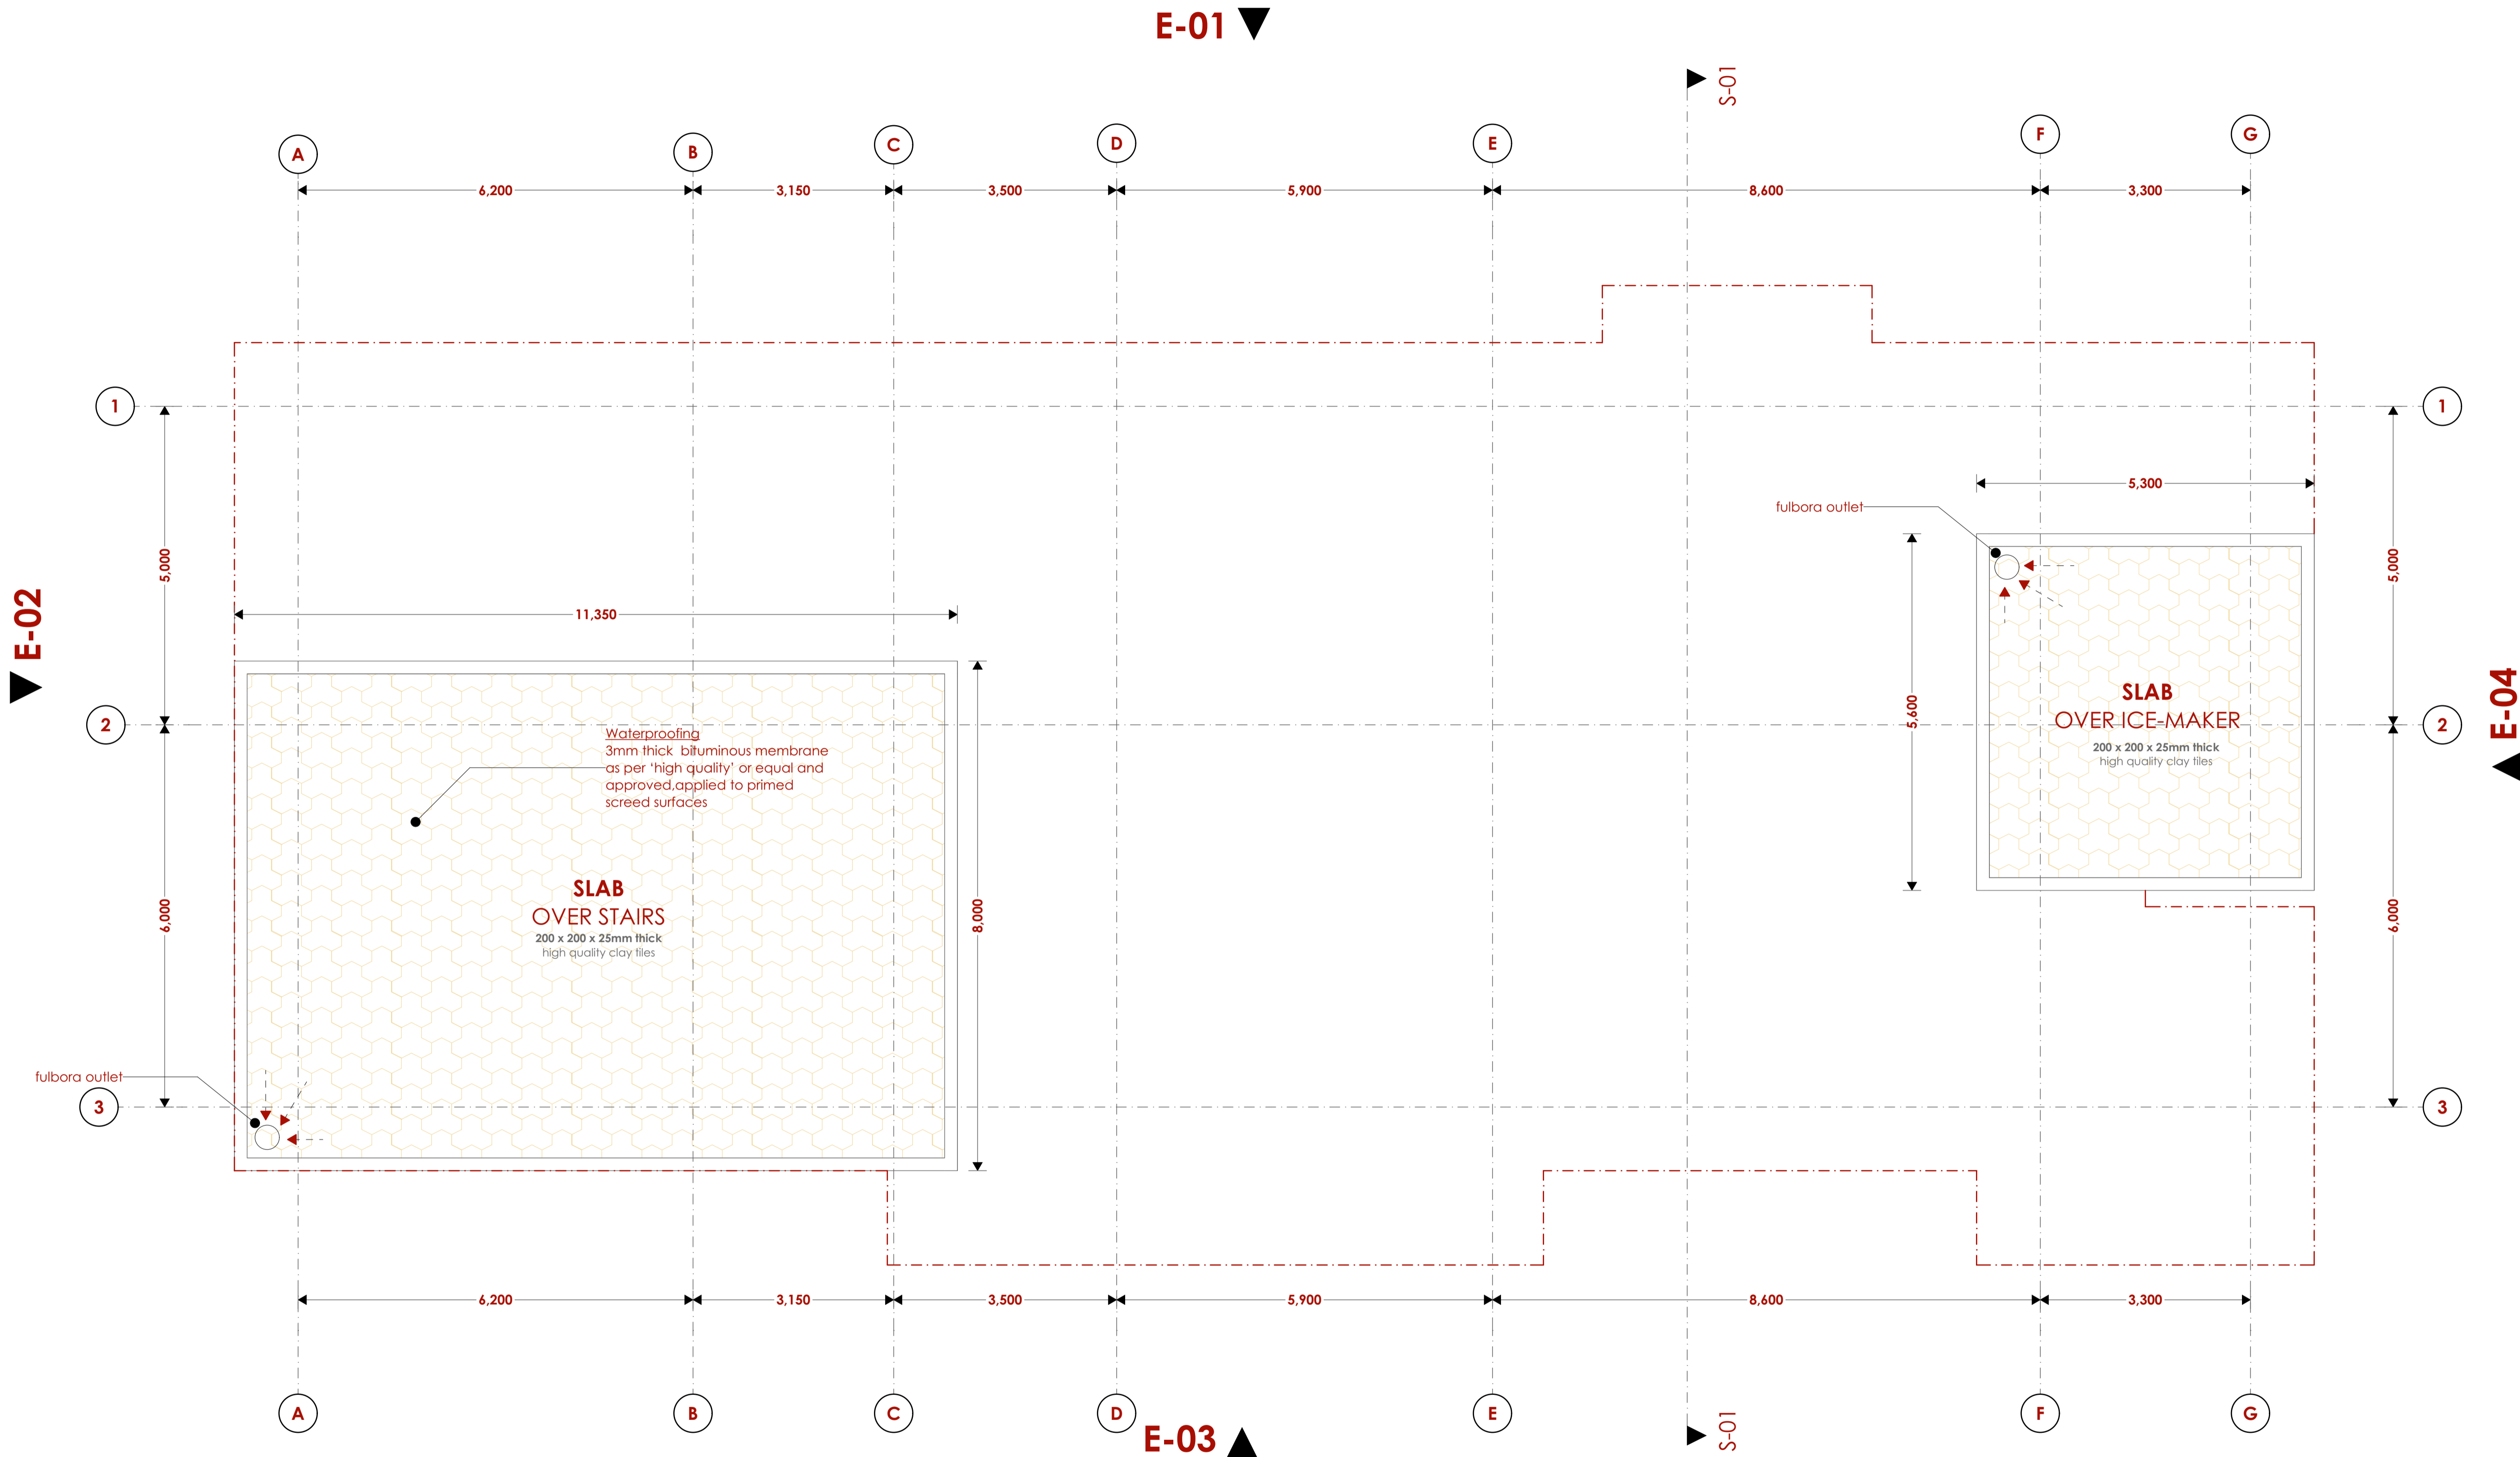 E-01
S-01
A
B
C
D
E
F
G
6,200
3,150
3,500
5,900
8,600
3,300
1
1
5,300
fulbora outlet
5,000
5,000
E-02
11,350
E-04
SLAB
OVER ICE-MAKER
200 x 200 x 25mm thick
high quality clay tiles
5,600
2
2
Waterproofing
3mm thick bituminous membrane
as per ‘high quality’ or equal and
approved,applied to primed
screed surfaces
SLAB
OVER STAIRS
200 x 200 x 25mm thick
high quality clay tiles
6,000
8,000
6,000
fulbora outlet
3
3
6,200
3,150
3,500
5,900
8,600
3,300
A
B
C
D
E
F
G
E-03
S-01